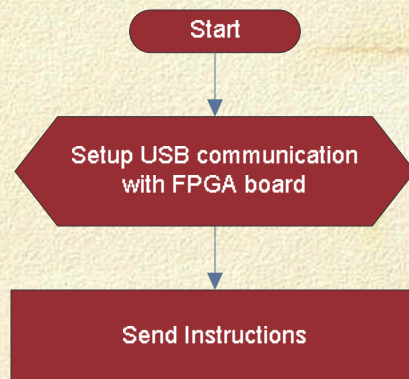 Start
Setup USB communication
with FPGA board
Send Instructions